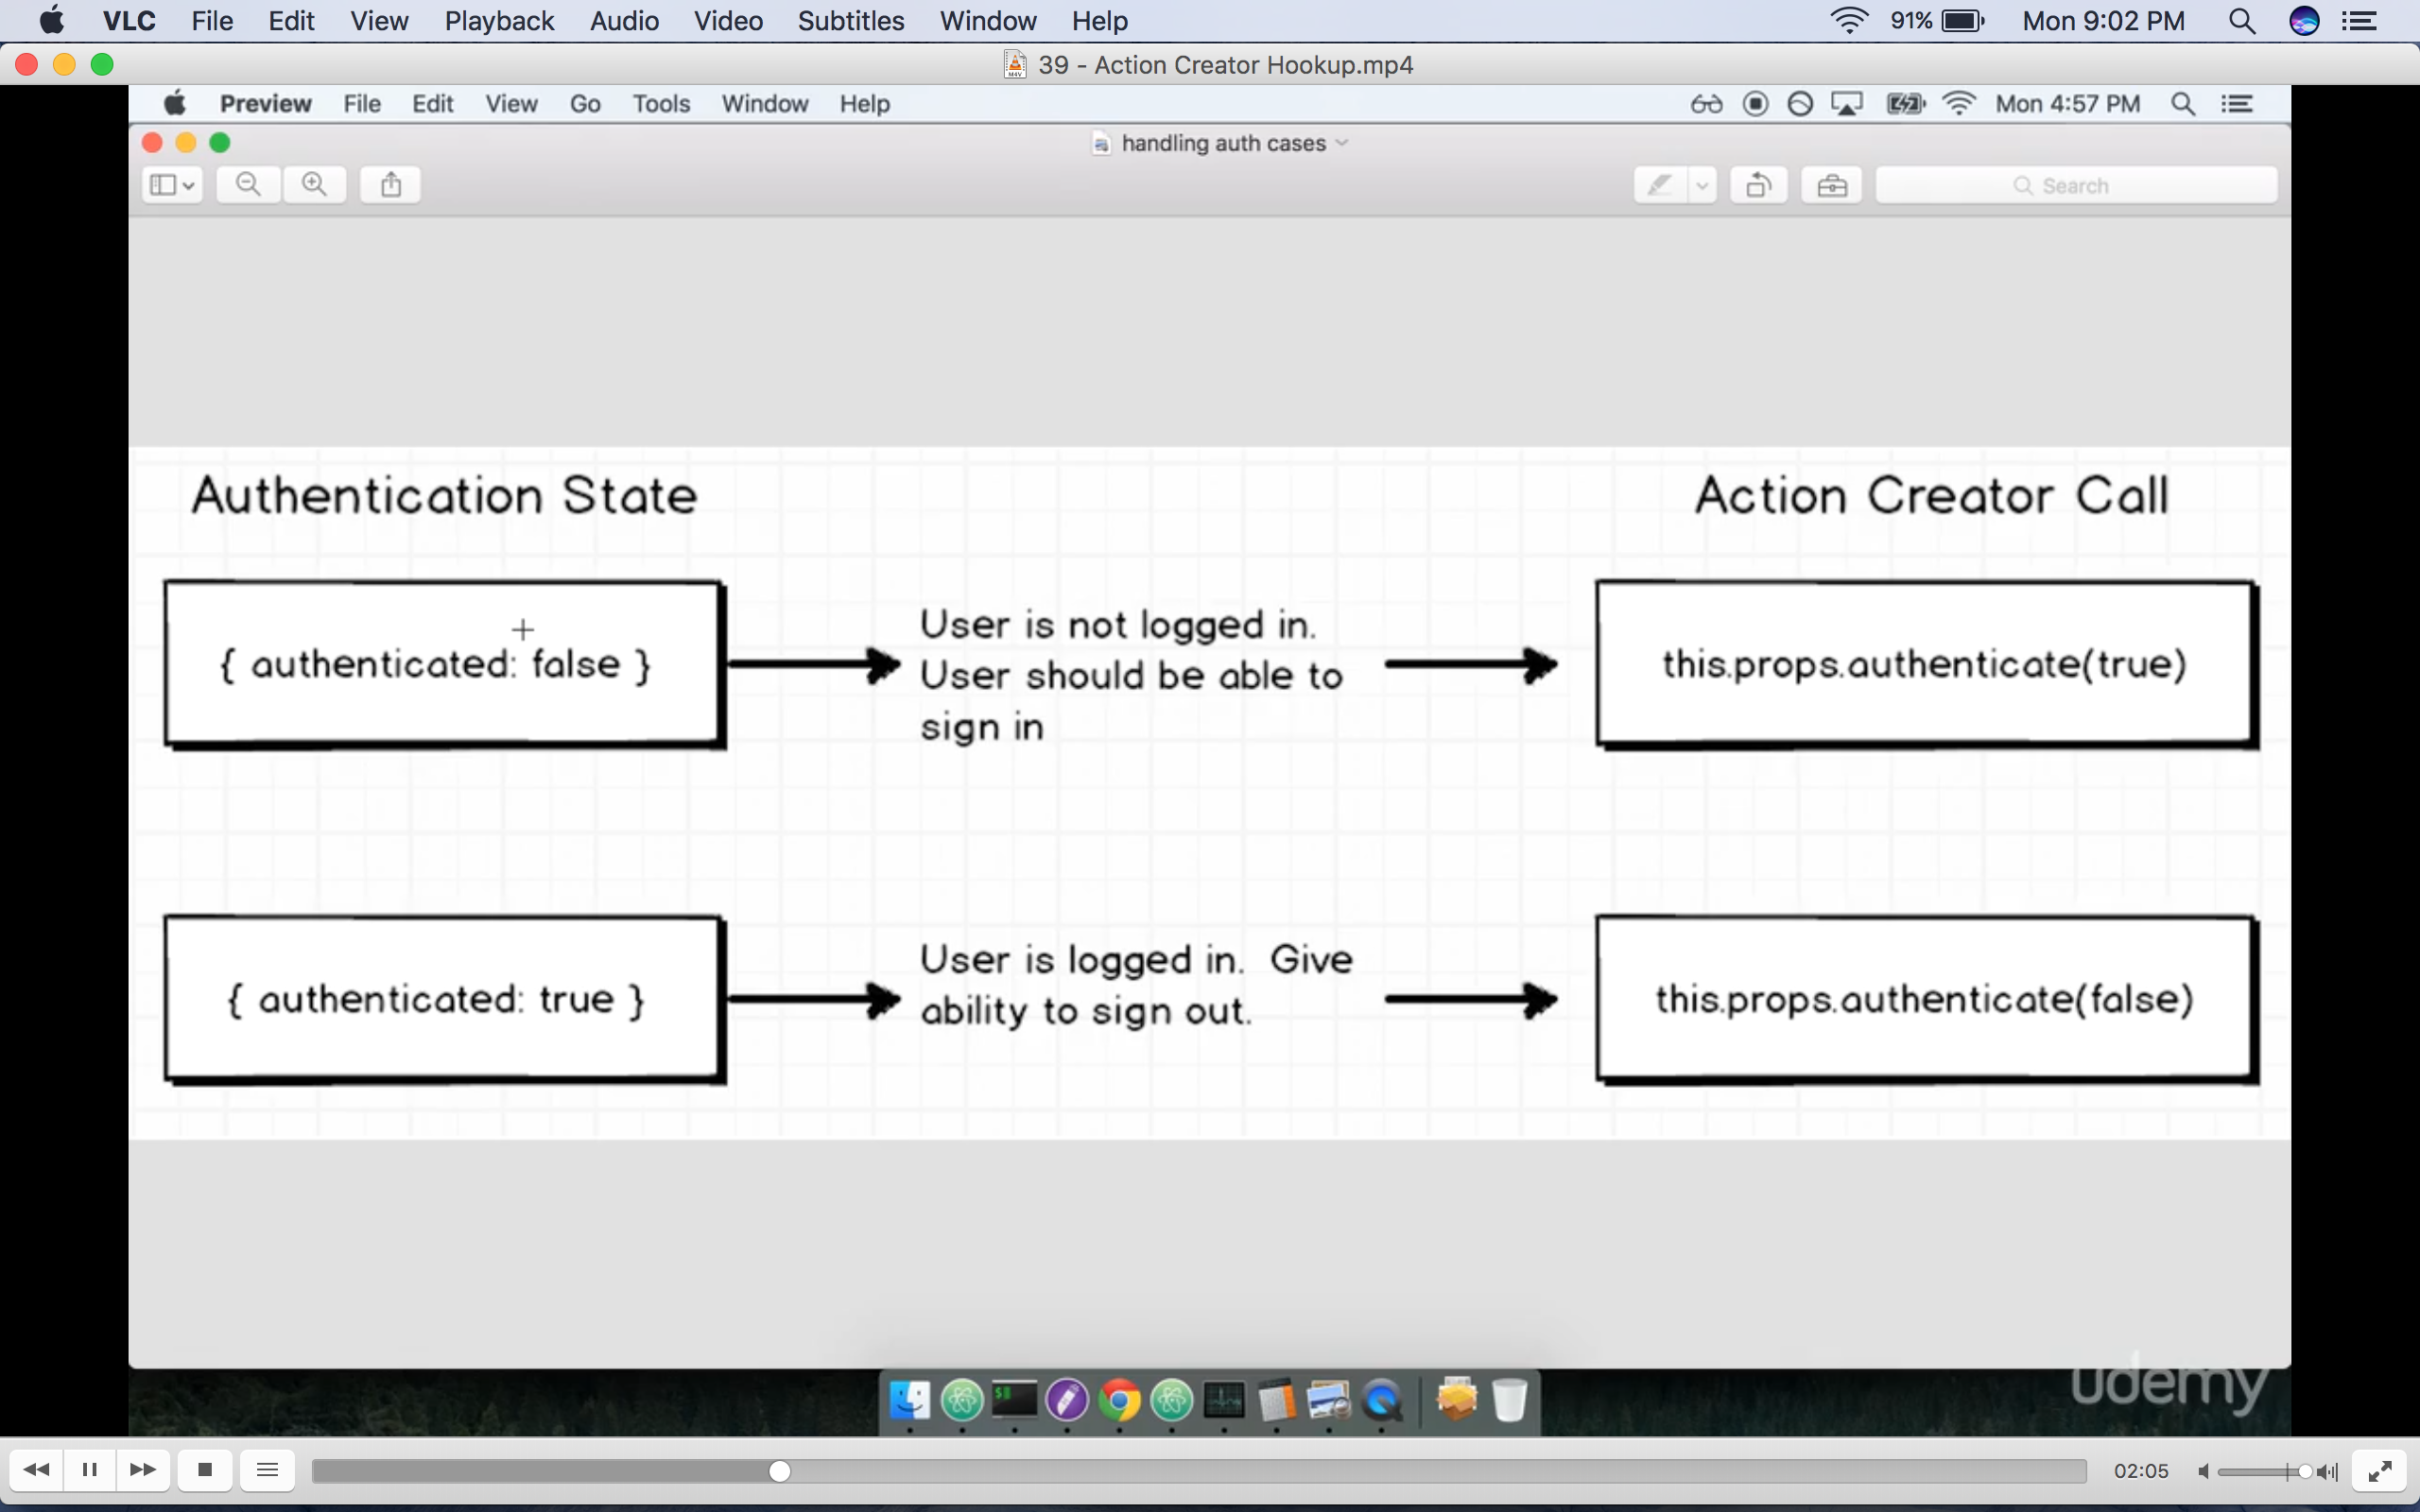 VLC File Edit View Playback Audio Video Subtitles Window Help 91% Mon 9:02 PM
39 - Action Creator Hookup.mp4
Preview File Edit View Go Tools Window Help Mon 4:57 PM
handling auth cases
Search
Authentication State Action Creator Call
{ authenticated: false }
User is not logged in.
User should be able to
sign in
this.props.authenticate(true)
{ authenticated: true }
User is logged in. Give
ability to sign out.
this.props.authenticate(false)
udemy
02:05